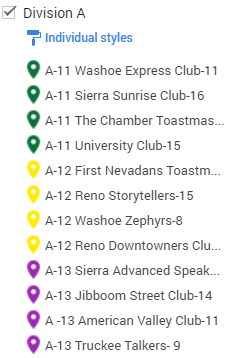 Division A
Individual styles
A-11 Washoe Express Club-11
A-11 Sierra Sunrise Club-16
A-11 The Chamber Toastmas...
A-11 University Club-15
A-12 First Nevadans Toastm...
A-12 Reno Storytellers-15
A-12 Washoe Zephyrs-8
A-12 Reno Downtowners Clu...
A-13 Sierra Advanced Speak...
A-13 Jibboom Street Club-14
A -13 American Valley Club-11
A-13 Truckee Talkers- 9